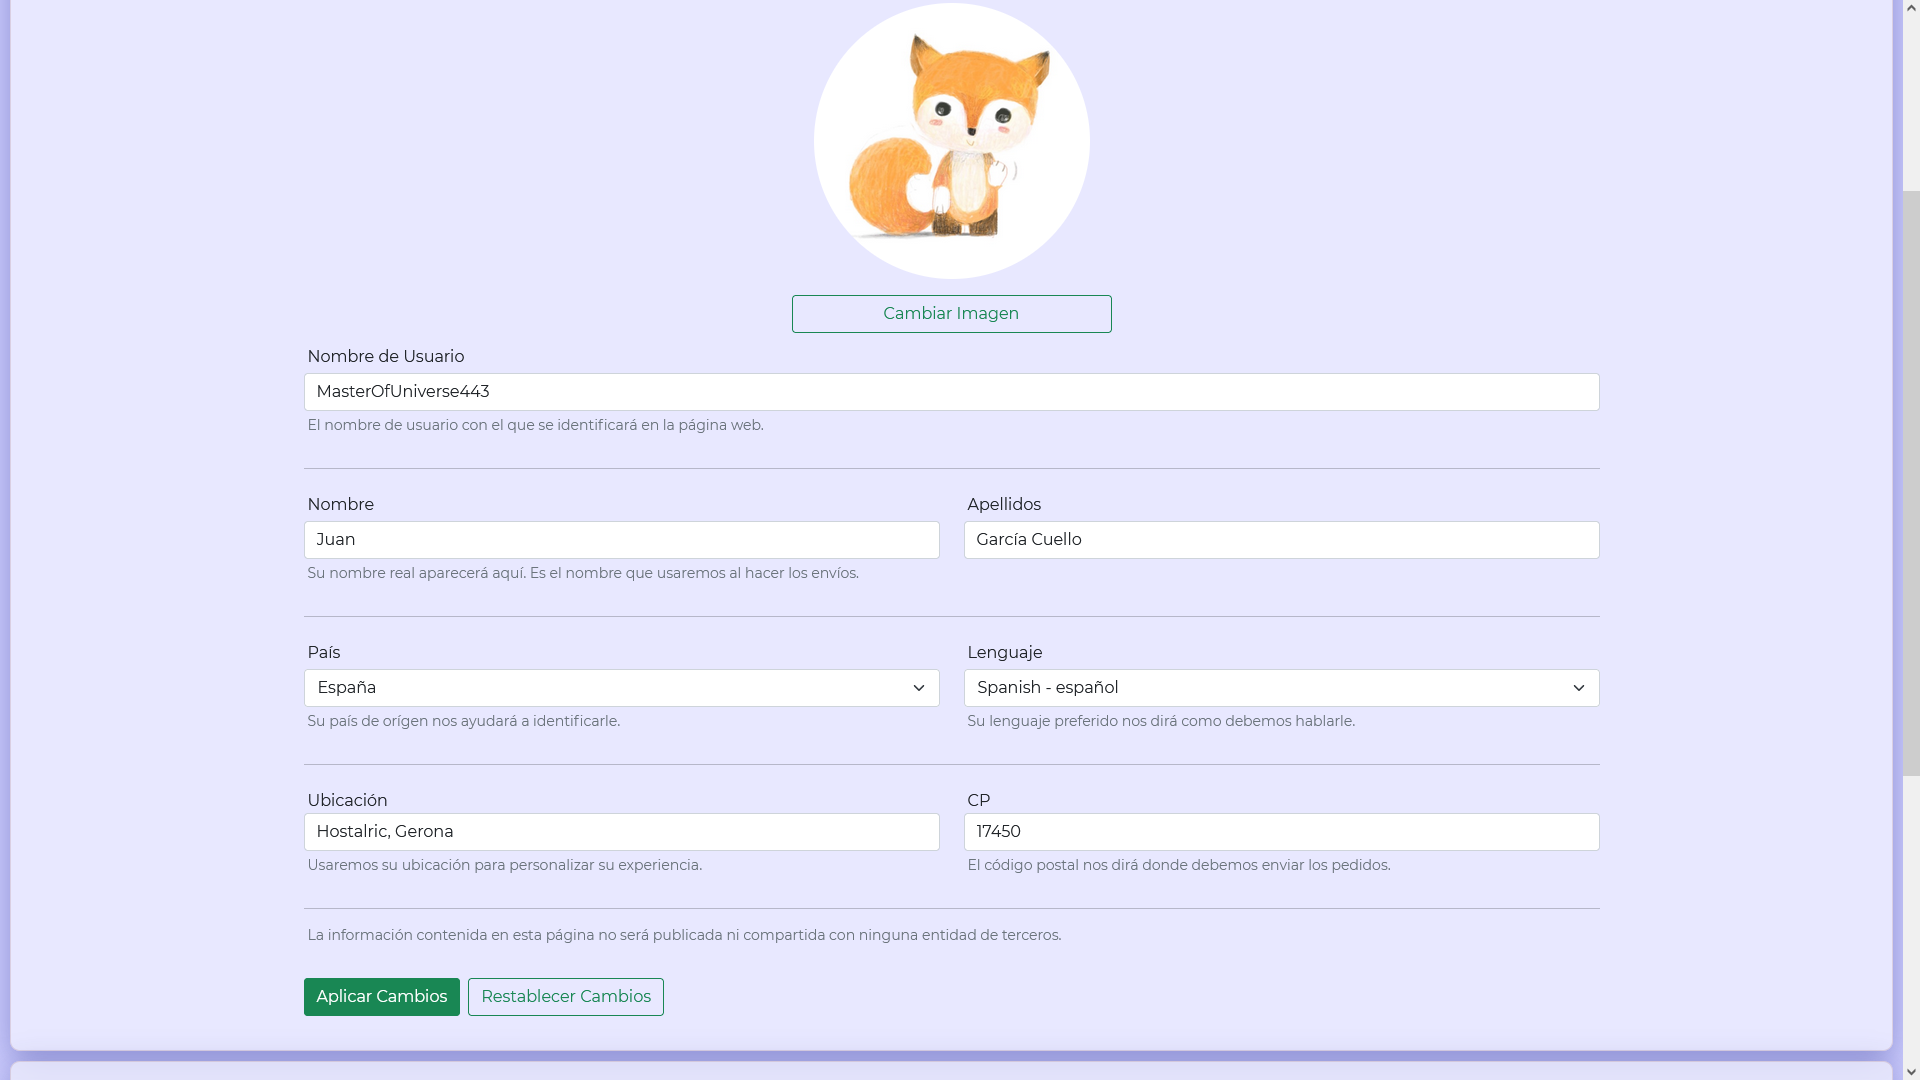 Cambiar Imagen
Nombre de Usuario
MasterOfUniverse443
El nombre de usuario con el que se identificará en la página web.
Nombre
Apellidos
Juan
García Cuello
Su nombre real aparecerá aquí. Es el nombre que usaremos al hacer los envíos.
País
Lenguaje
España
Spanish - español
Su país de orígen nos ayudará a identificarle.
Su lenguaje preferido nos dirá como debemos hablarle.
Ubicación
CP
Hostalric, Gerona
17450
Usaremos su ubicación para personalizar su experiencia.
El código postal nos dirá donde debemos enviar los pedidos.
La información contenida en esta página no será publicada ni compartida con ninguna entidad de terceros.
Aplicar Cambios
Restablecer Cambios